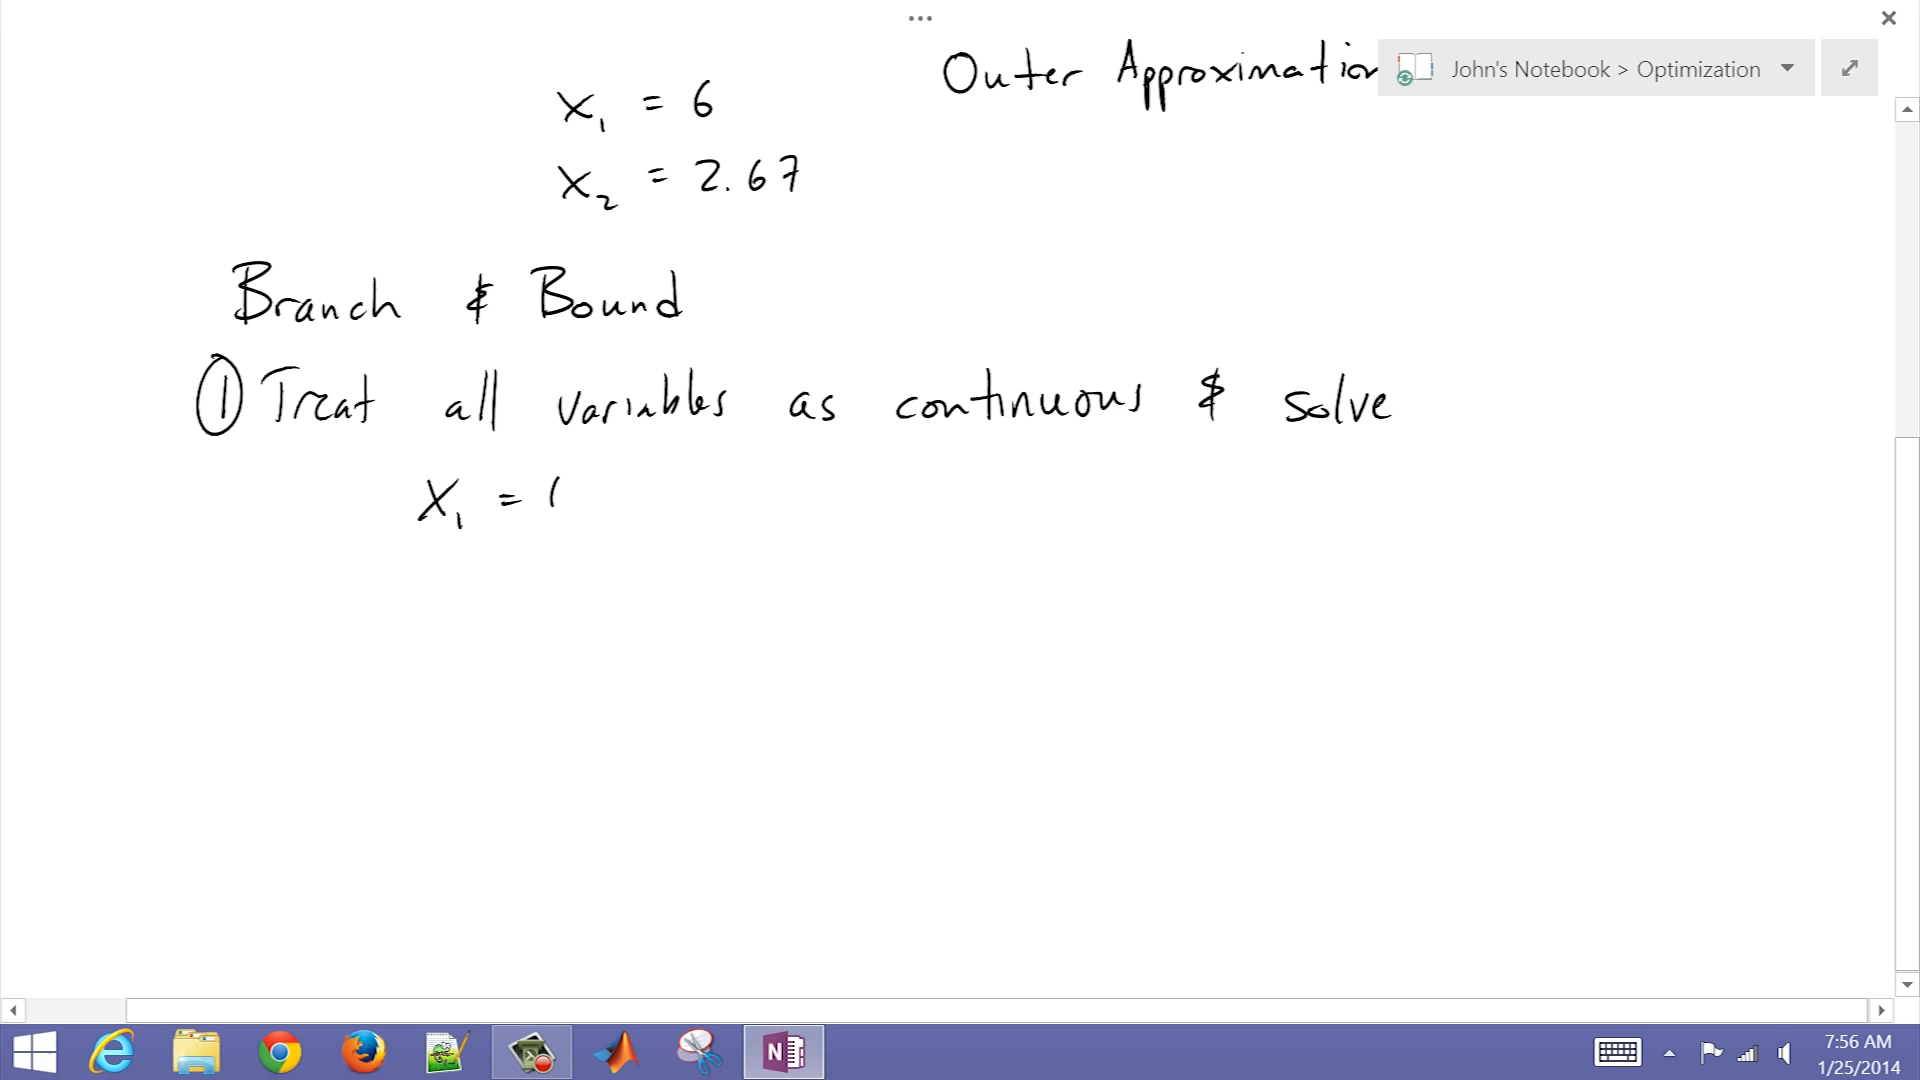 Outer Approximation
John's Notebook > Optimization
x₁ = 6
x₂ = 2.67
Branch & Bound
① Treat all variables as continuous & solve
x₁ = (
N
7:56 AM
1/25/2014